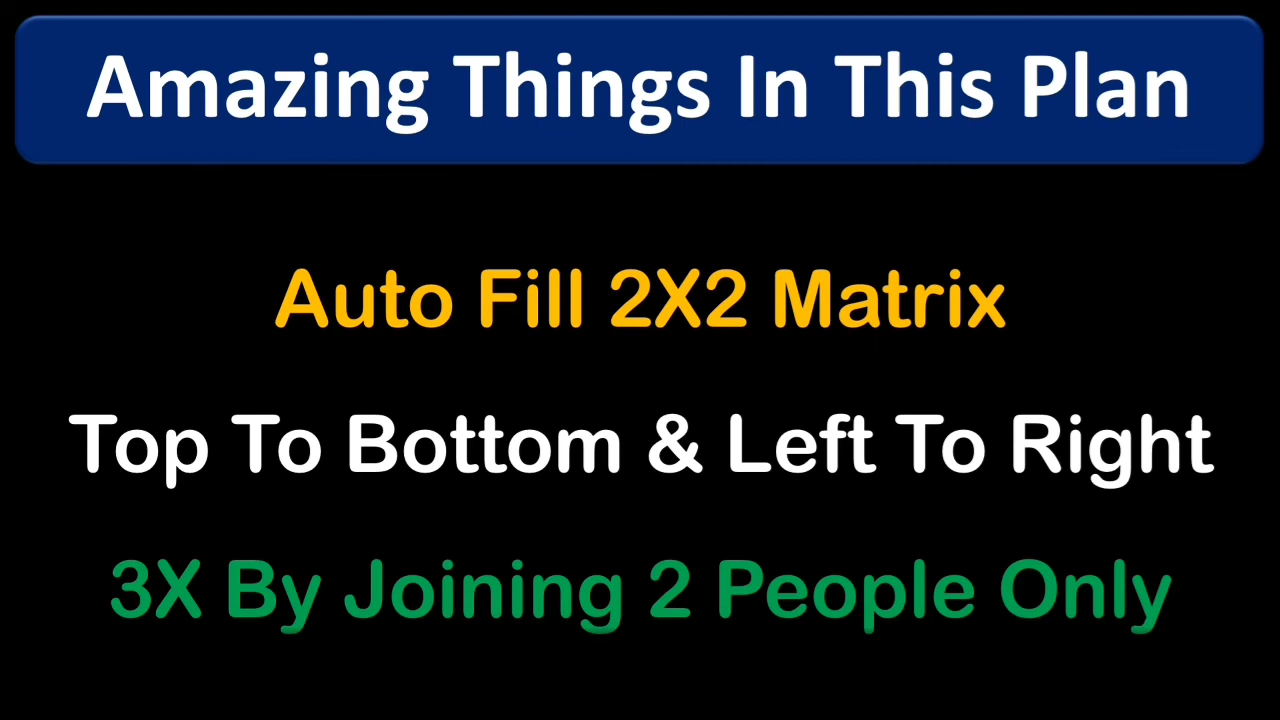 Amazing Things In This Plan
Auto Fill 2X2 Matrix
Top To Bottom & Left To Right
3X By Joining 2 People Only